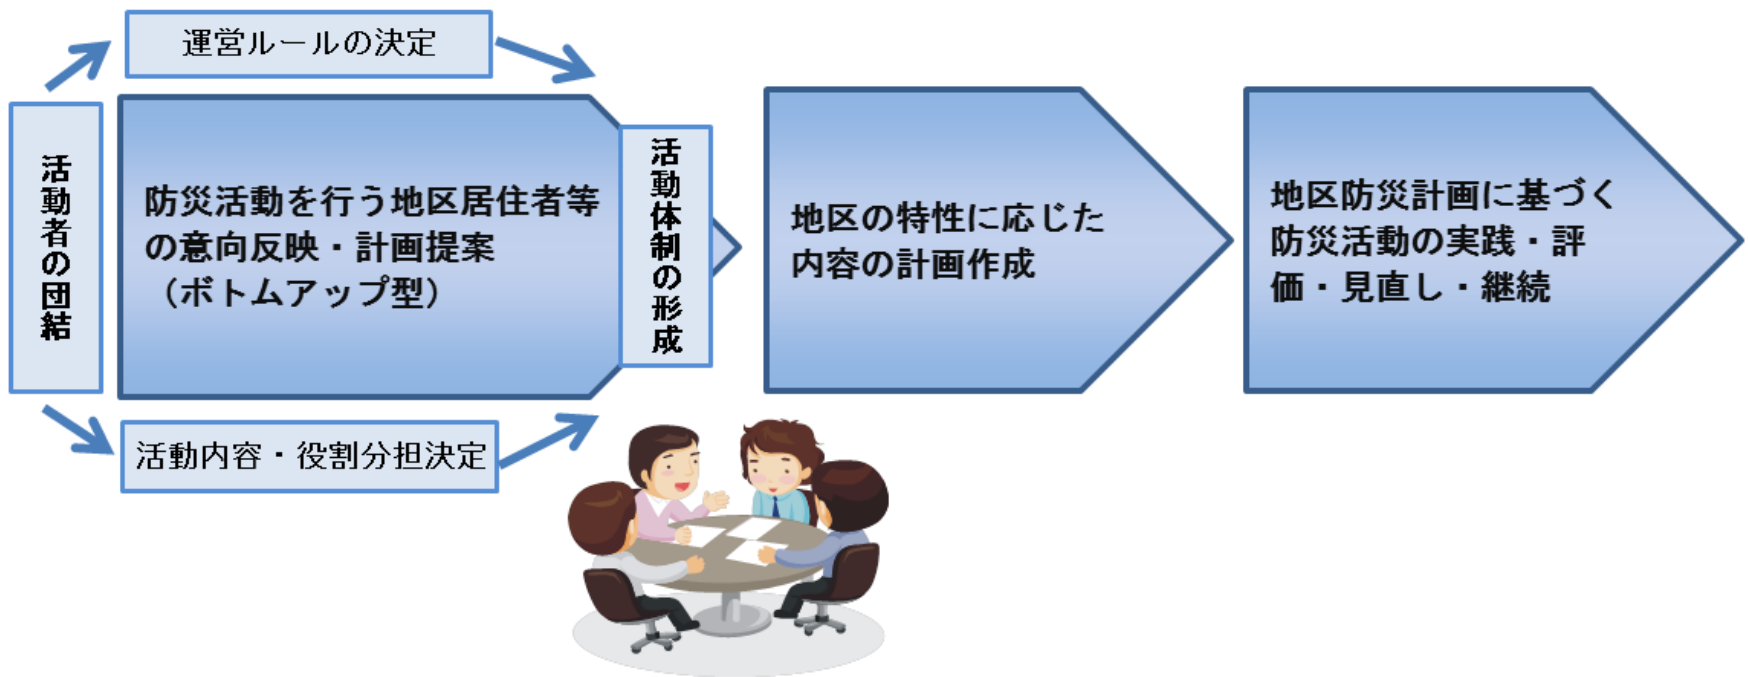 運営ルールの決定
活動者の団結
防災活動を行う地区居住者等
の意向反映・計画提案
（ボトムアップ型）
活動内容・役割分担決定
活動体制の形成
地区の特性に応じた
内容の計画作成
地区防災計画に基づく
防災活動の実践・評
価・見直し・継続